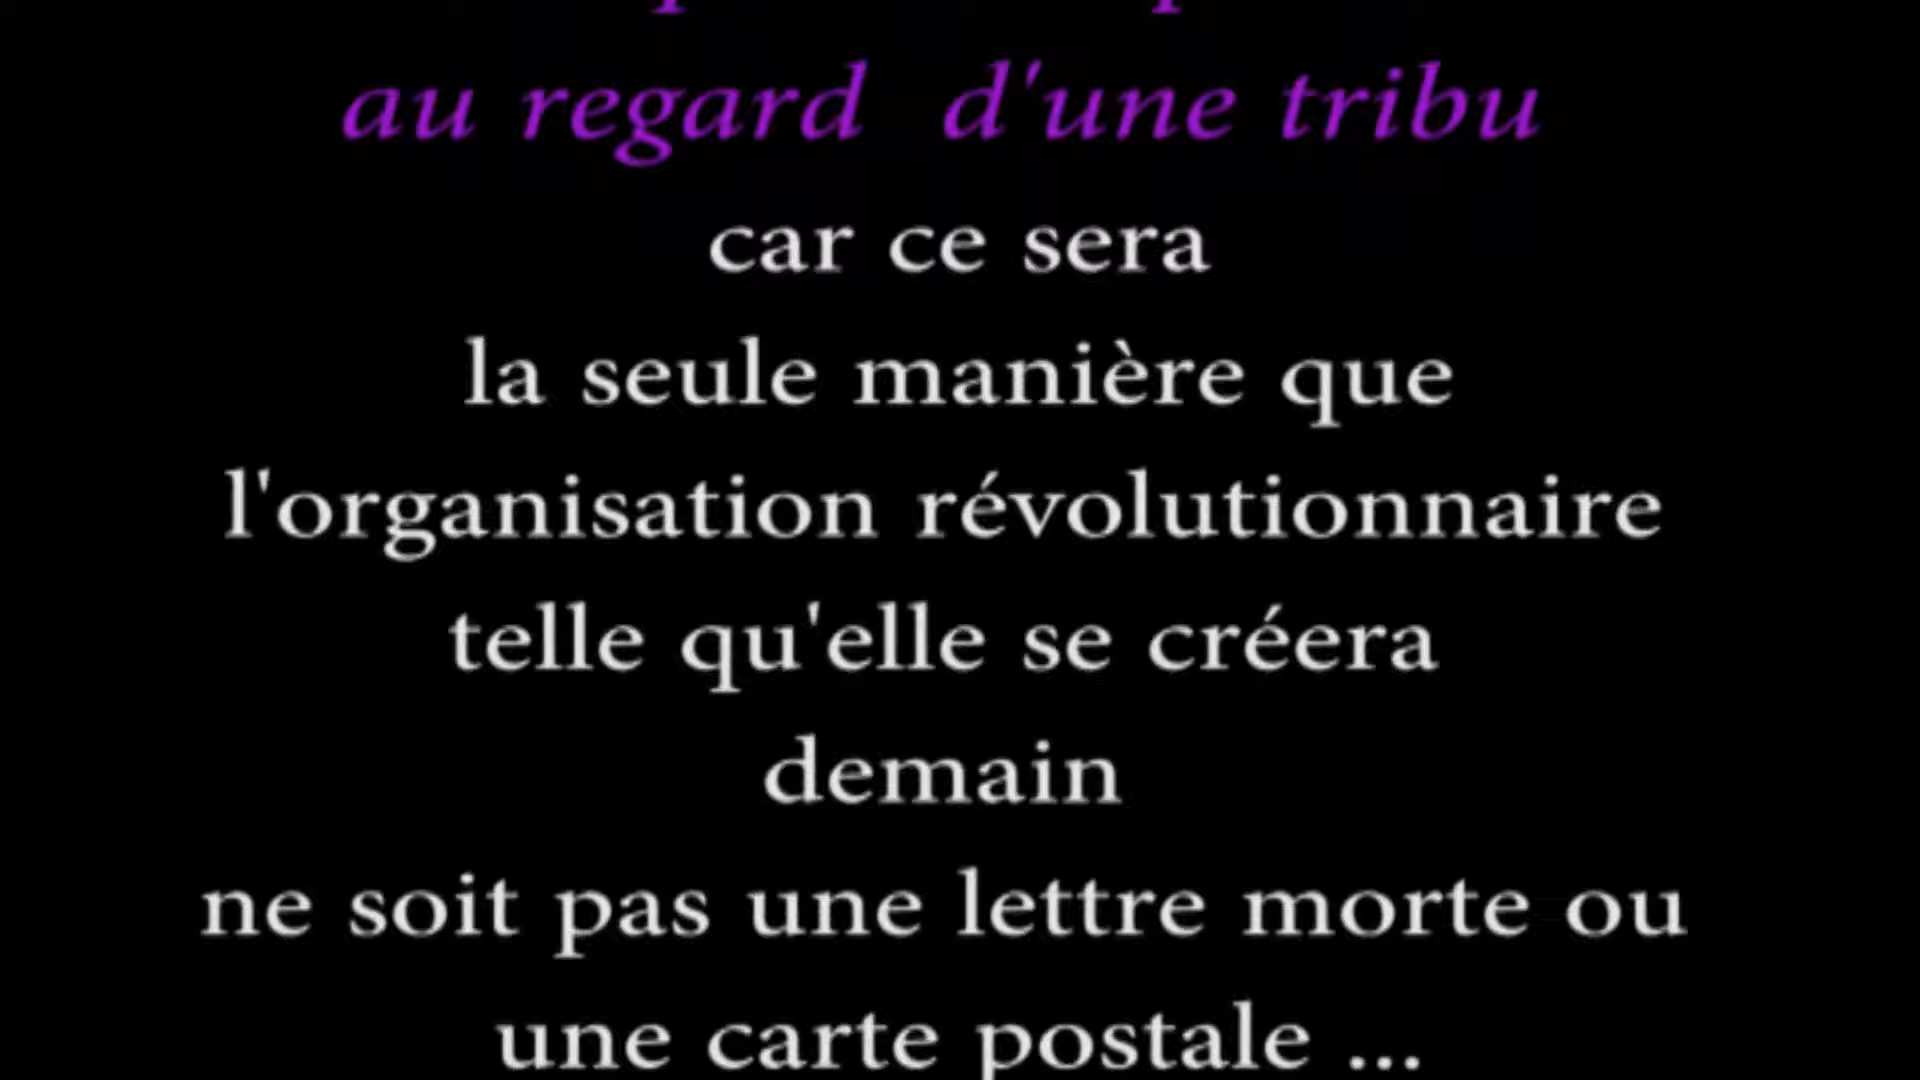 au regard d'une tribu
car ce sera
la seule manière que
l'organisation révolutionnaire
telle qu'elle se créera
demain
ne soit pas une lettre morte ou
une carte postale ...